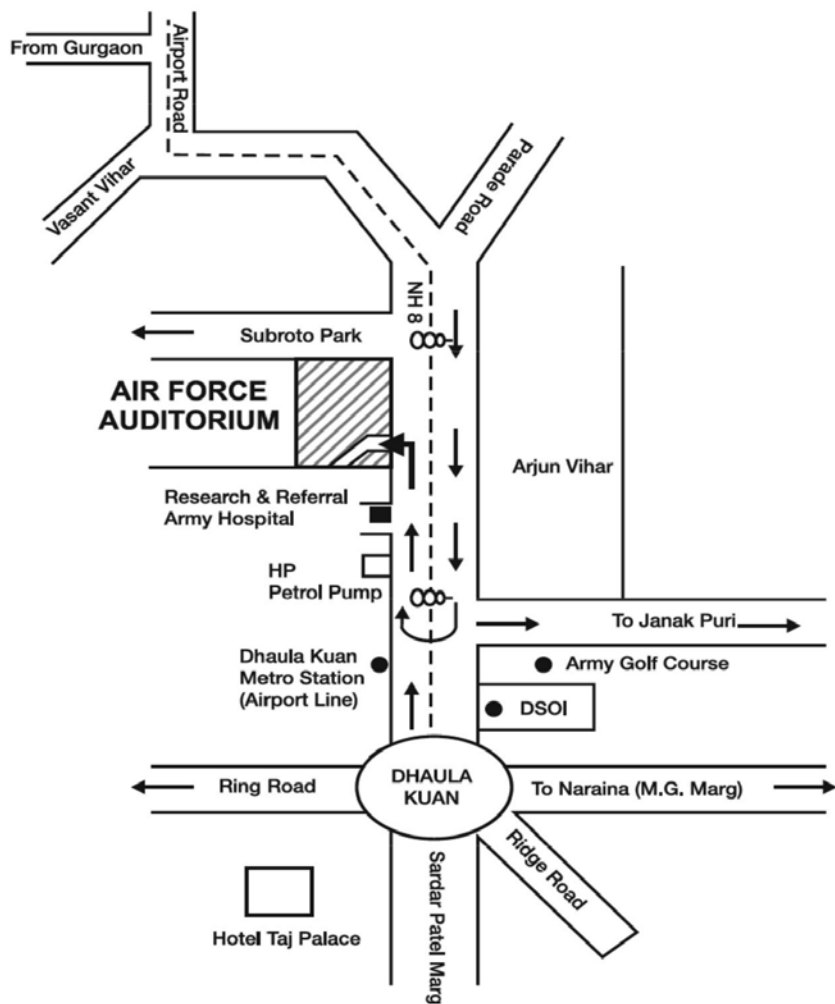 From Gurgaon
Airport Road
Vasant Vihar
Parade Road
NH 8
Subroto Park
AIR FORCE
AUDITORIUM
Arjun Vihar
Research & Referral
Army Hospital
HP
Petrol Pump
To Janak Puri
Dhaula Kuan
Metro Station
(Airport Line)
Army Golf Course
DSOI
Ring Road
DHAULA
KUAN
To Naraina (M.G. Marg)
Ridge Road
Sardar Patel Marg
Hotel Taj Palace